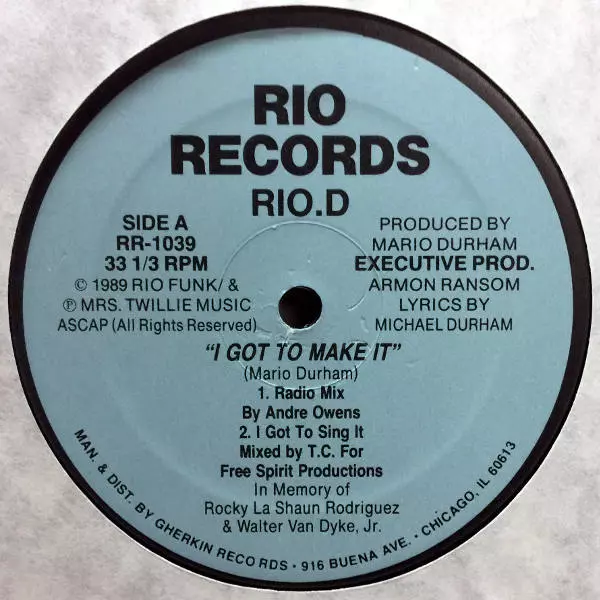 RIO
RECORDS
RIO.D
SIDE A
RR-1039
33 1/3 RPM
© 1989 RIO FUNK/ &
℗ MRS. TWILLIE MUSIC
ASCAP (All Rights Reserved)
PRODUCED BY
MARIO DURHAM
EXECUTIVE PROD.
ARMON RANSOM
LYRICS BY
MICHAEL DURHAM
"I GOT TO MAKE IT"
(Mario Durham)
1. Radio Mix
By Andre Owens
2. I Got To Sing It
Mixed by T.C. For
Free Spirit Productions
In Memory of
Rocky La Shaun Rodriguez
& Walter Van Dyke, Jr.
MAN. & DIST. BY GHERKIN RECORDS · 916 BUENA AVE. · CHICAGO, IL 60613